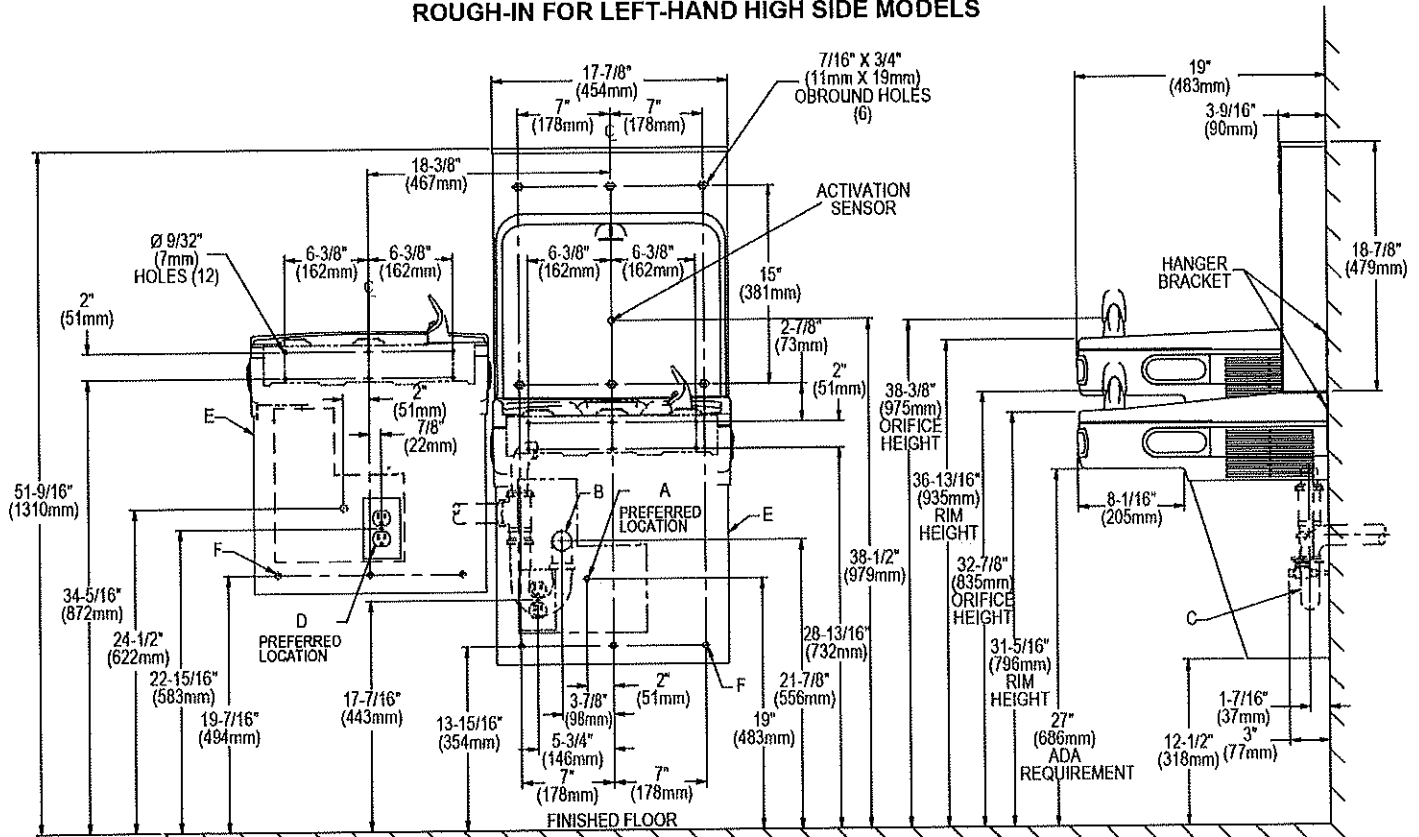 ROUGH-IN FOR LEFT-HAND HIGH SIDE MODELS
17-7/8"
(454mm)
7"
(178mm)
7"
(178mm)
C
7/16" X 3/4"
(11mm X 19mm)
OBROUND HOLES
(6)
19"
(483mm)
3-9/16"
(90mm)
18-3/8"
(467mm)
ACTIVATION
SENSOR
Ø 9/32"
(7mm)
HOLES (12)
6-3/8"
(162mm)
6-3/8"
(162mm)
C
6-3/8"
(162mm)
6-3/8"
(162mm)
15"
(381mm)
HANGER
BRACKET
18-7/8"
(479mm)
2"
(51mm)
2-7/8"
(73mm)
2"
(51mm)
2"
(51mm)
7/8"
(22mm)
E
38-3/8"
(975mm)
ORIFICE
HEIGHT
36-13/16"
(935mm)
RIM
HEIGHT
8-1/16"
(205mm)
51-9/16"
(1310mm)
B
A
PREFERRED
LOCATION
E
F
38-1/2"
(979mm)
32-7/8"
(835mm)
ORIFICE
HEIGHT
34-5/16"
(872mm)
24-1/2"
(622mm)
22-15/16"
(583mm)
19-7/16"
(494mm)
D
PREFERRED
LOCATION
17-7/16"
(443mm)
13-15/16"
(354mm)
3-7/8"
(98mm)
2"
(51mm)
5-3/4"
(146mm)
7"
(178mm)
7"
(178mm)
F
28-13/16"
(732mm)
21-7/8"
(556mm)
19"
(483mm)
31-5/16"
(796mm)
RIM
HEIGHT
C
27"
(686mm)
ADA
REQUIREMENT
12-1/2"
(318mm)
1-7/16"
(37mm)
3"
(77mm)
FINISHED FLOOR